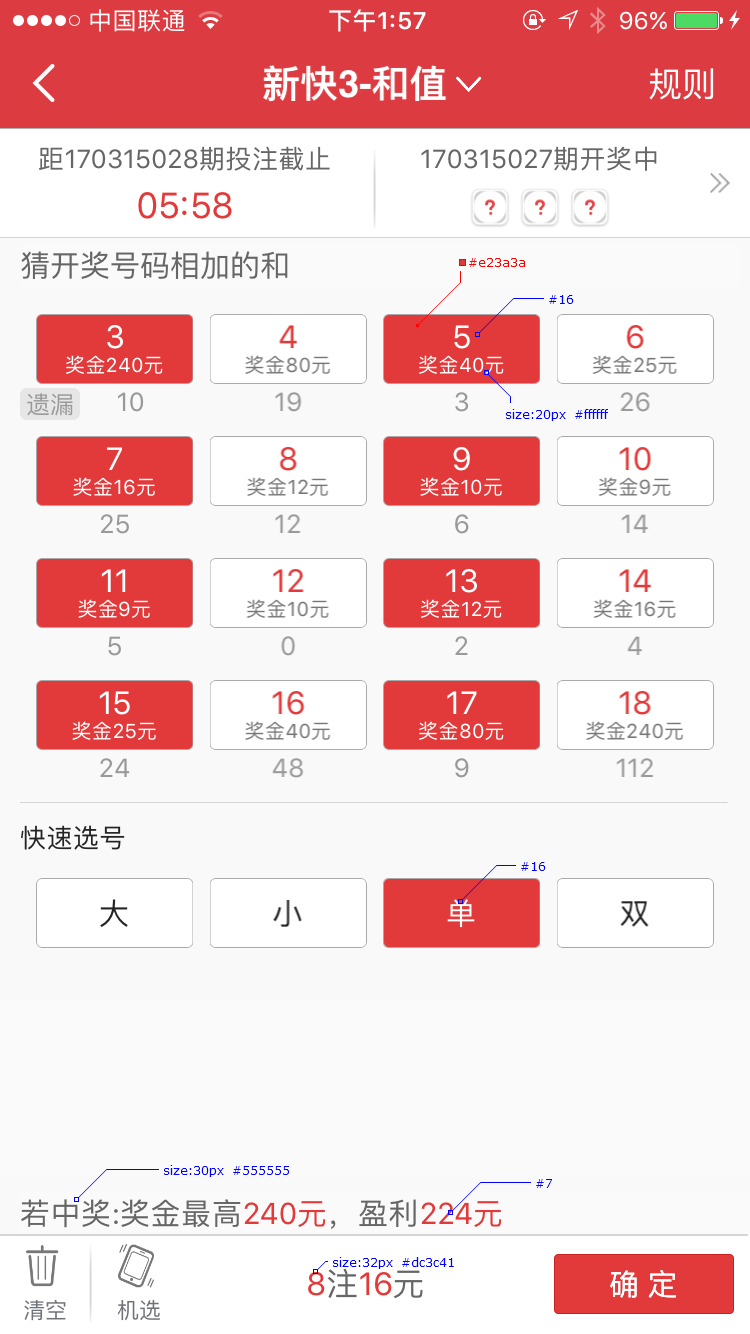 中国联通 下午1:57 96%
新快3-和值 规则
距170315028期投注截止 170315027期开奖中
05:58 ? ? ?
猜开奖号码相加的和 #e23a3a
#16
3 4 5 6
奖金240元 奖金80元 奖金40元 奖金25元
遗漏 10 19 3 26
size:20px #ffffff
7 8 9 10
奖金16元 奖金12元 奖金10元 奖金9元
25 12 6 14
11 12 13 14
奖金9元 奖金10元 奖金12元 奖金16元
5 0 2 4
15 16 17 18
奖金25元 奖金40元 奖金80元 奖金240元
24 48 9 112
快速选号
#16
大 小 单 双
size:30px #555555
#7
若中奖:奖金最高240元，盈利224元
size:32px #dc3c41
8注16元 确定
清空 机选